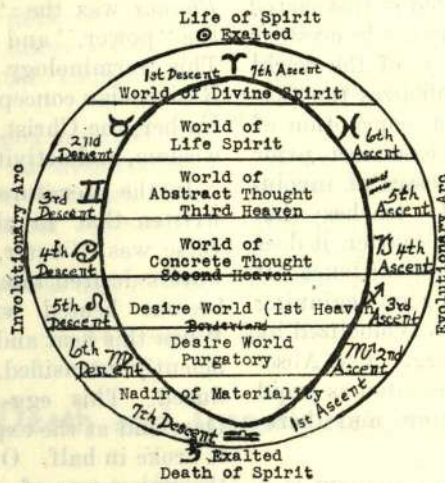 Life of Spirit
☉ Exalted
1st Descent ♈ 7th Ascent
World of Divine Spirit
♉ World of ♓
Life Spirit
2nd Descent
6th Ascent
World of
Abstract Thought
Third Heaven
3rd Descent ♊
5th Ascent
World of
Concrete Thought
Second Heaven
4th Descent ♋
♑ 4th Ascent
Involutionary Arc
Evolutionary Arc
5th ♌ Descent
Desire World (Ist Heaven
♐ 3rd Ascent
Borderland
Desire World
Purgatory
6th ♍ Descent
♏ 2nd Ascent
Nadir of Materiality
7th Descent ♎ 1st Ascent
Exalted
Death of Spirit